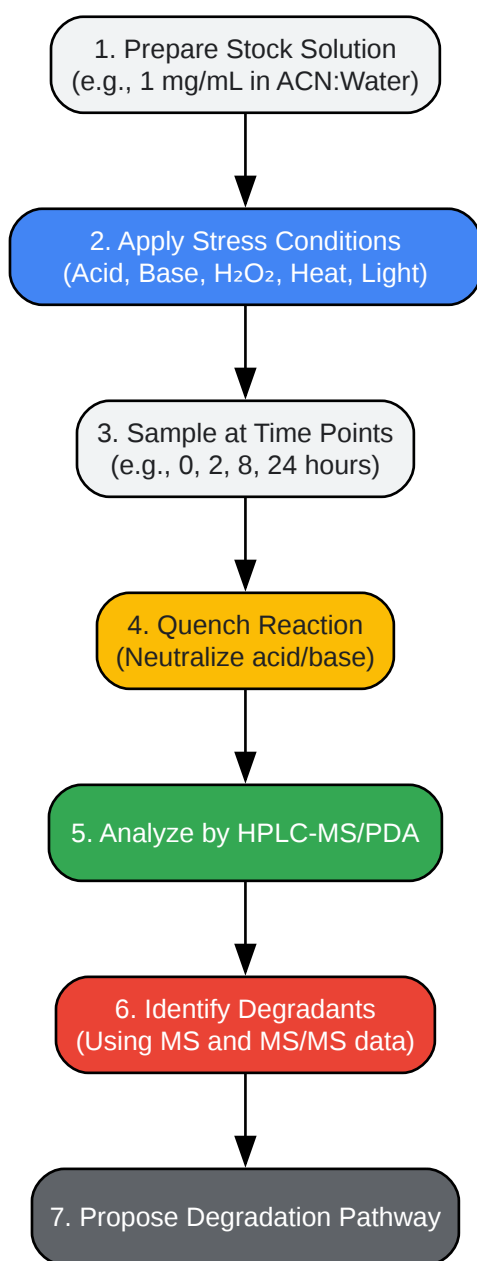 1. Prepare Stock Solution
(e.g., 1 mg/mL in ACN:Water)
2. Apply Stress Conditions
(Acid, Base, H₂O₂, Heat, Light)
3. Sample at Time Points
(e.g., 0, 2, 8, 24 hours)
4. Quench Reaction
(Neutralize acid/base)
5. Analyze by HPLC-MS/PDA
6. Identify Degradants
(Using MS and MS/MS data)
7. Propose Degradation Pathway